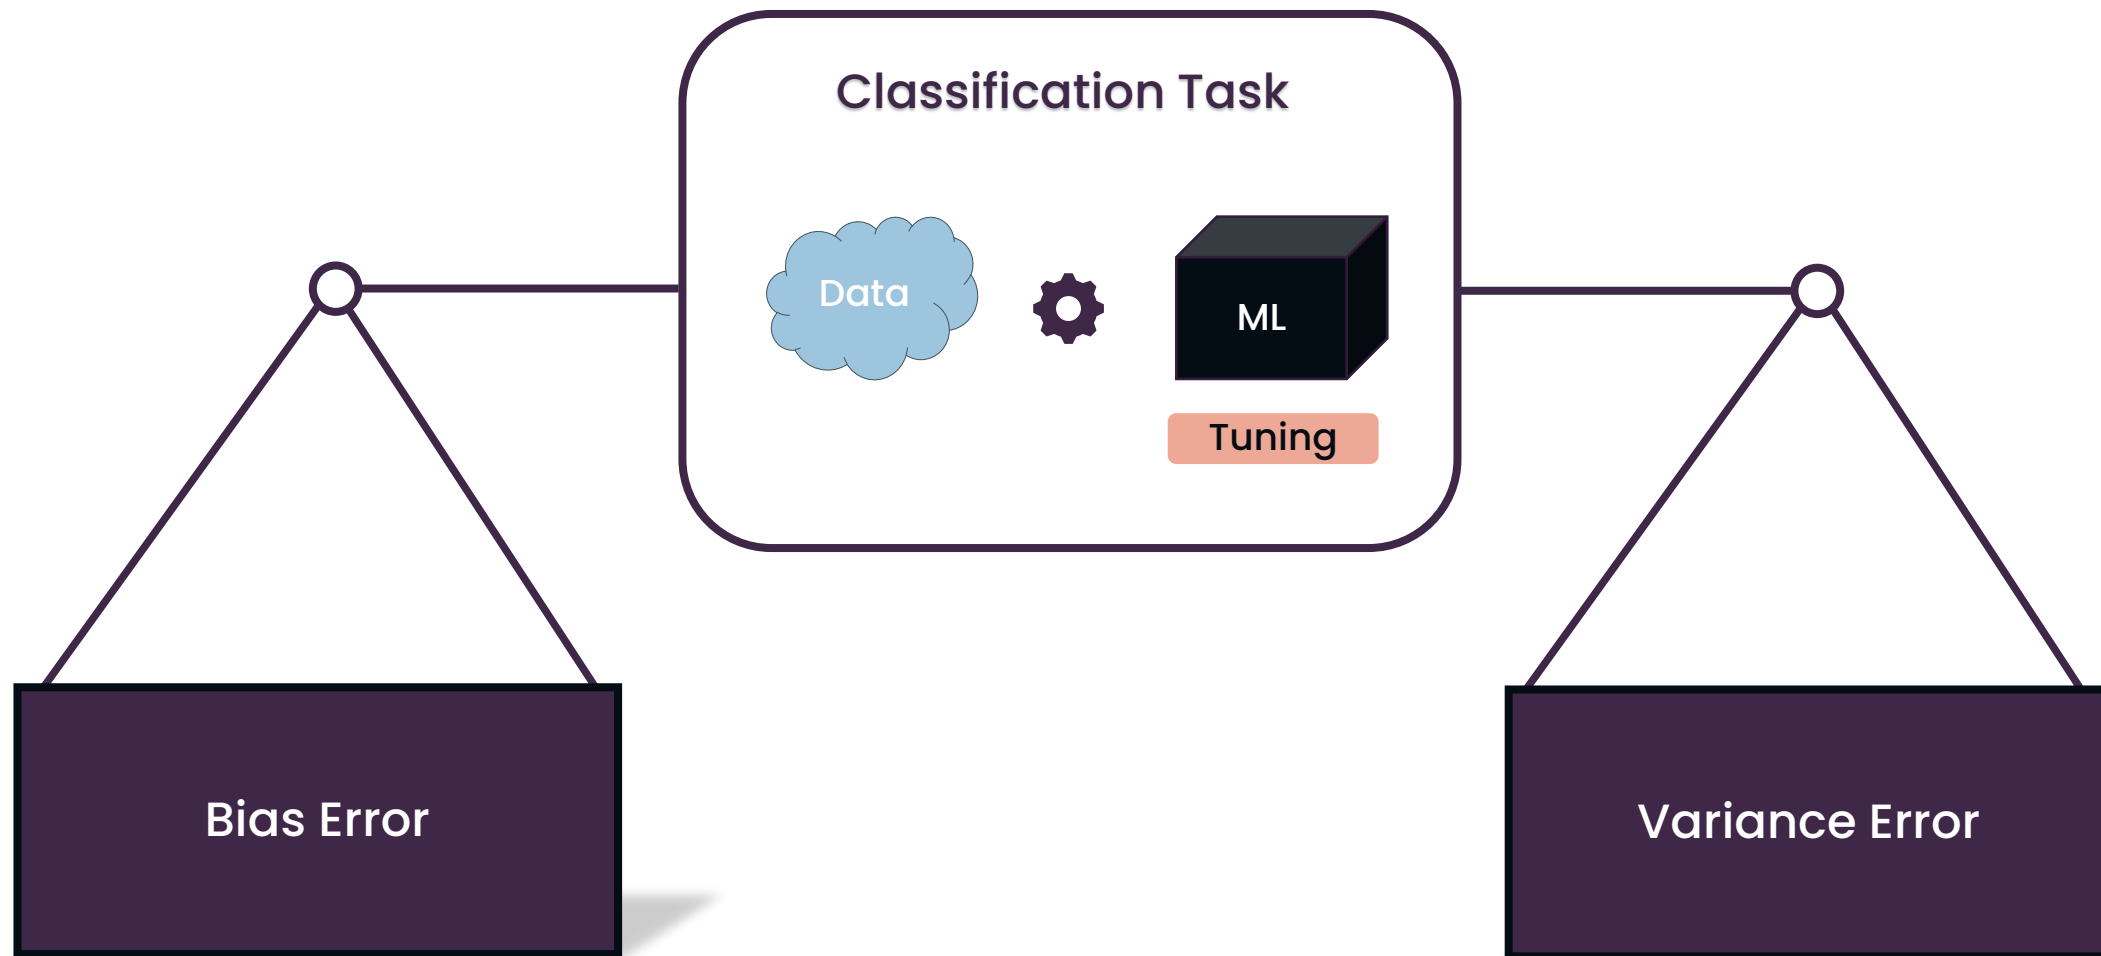 Classification Task
Data
ML
Tuning
Bias Error
Variance Error